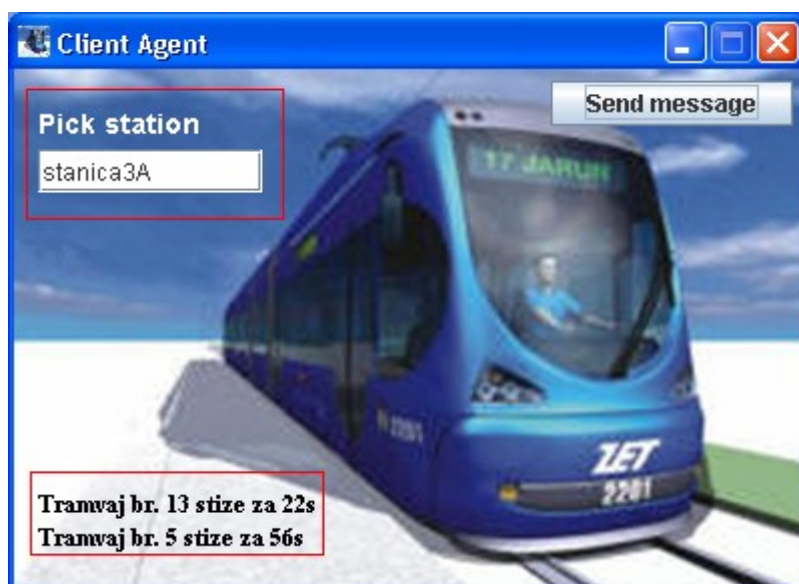 Client Agent
Send message
Pick station
stanica3A
17 JARUN
ZET
2201
Tramvaj br. 13 stize za 22s
Tramvaj br. 5 stize za 56s